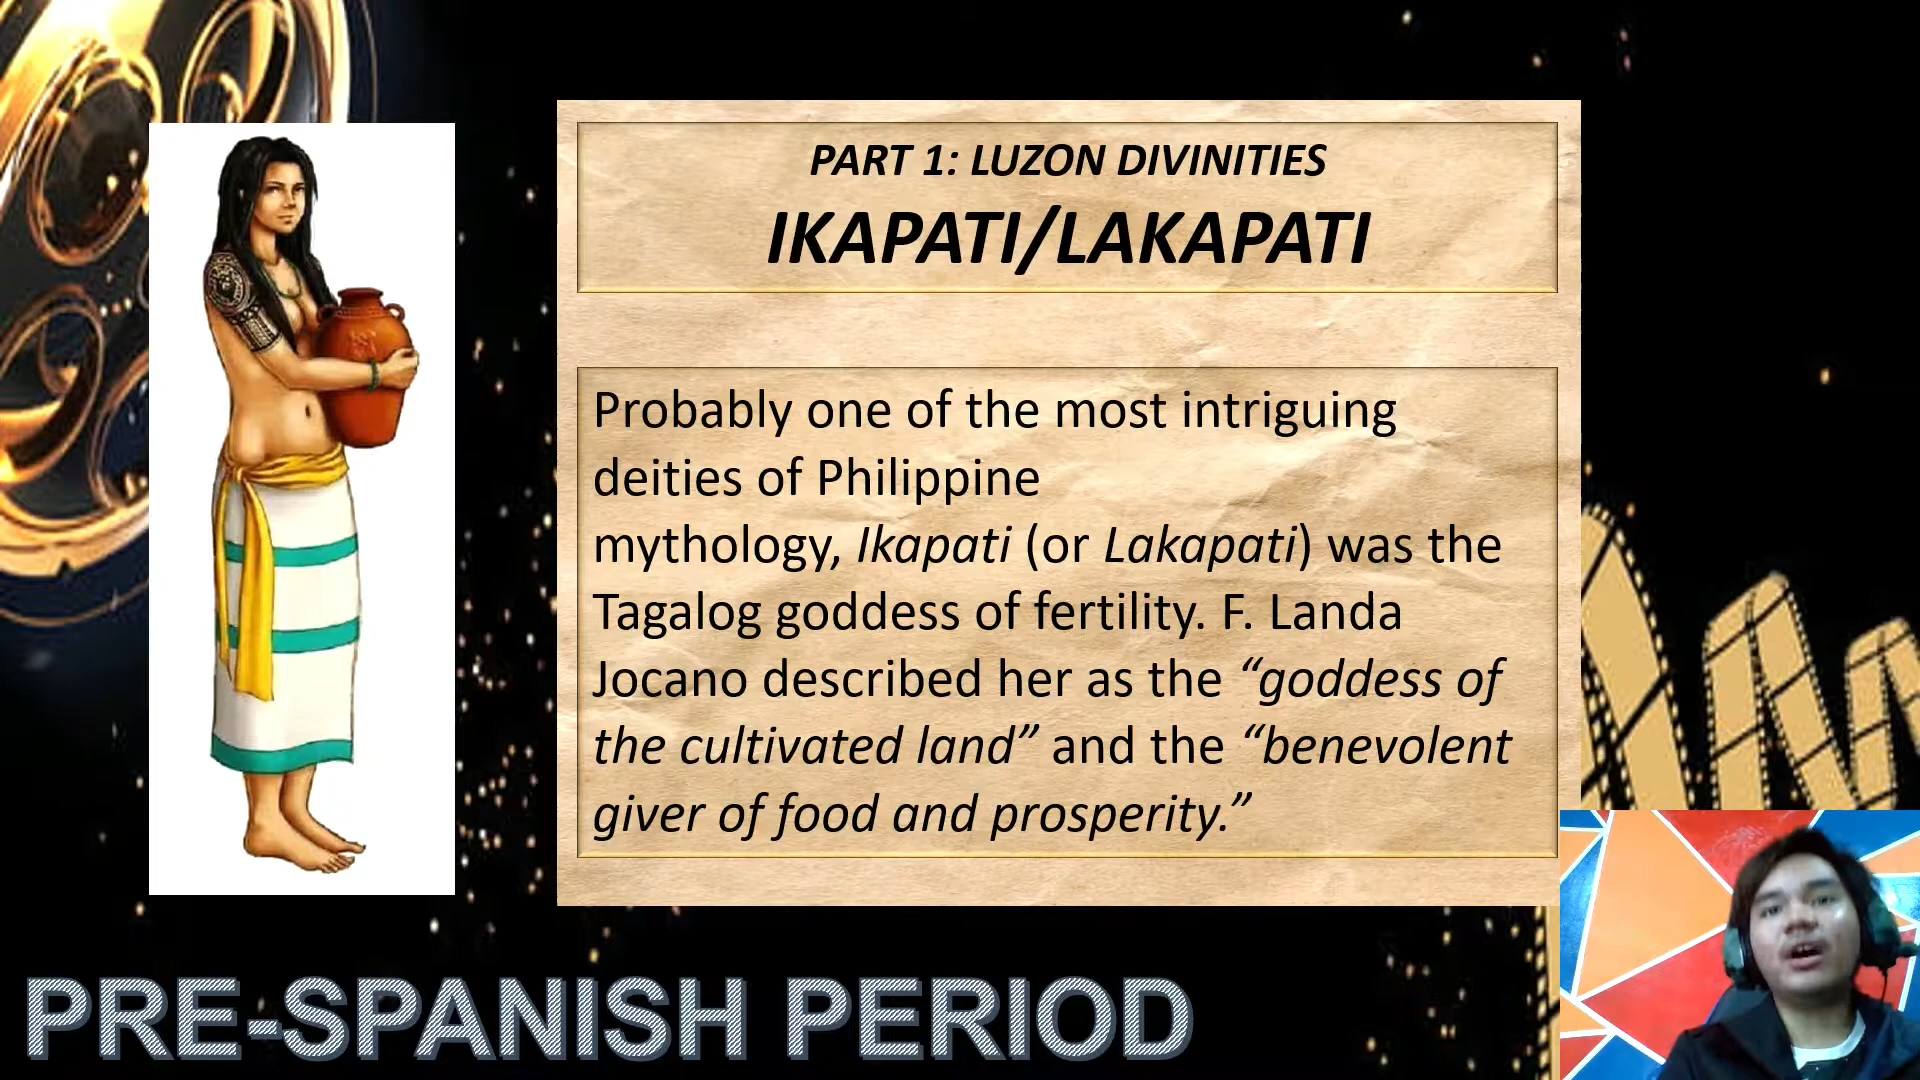 PART 1: LUZON DIVINITIES
IKAPATI/LAKAPATI
Probably one of the most intriguing
deities of Philippine
mythology, Ikapati (or Lakapati) was the
Tagalog goddess of fertility. F. Landa
Jocano described her as the “goddess of
the cultivated land” and the “benevolent
giver of food and prosperity.”
PRE-SPANISH PERIOD